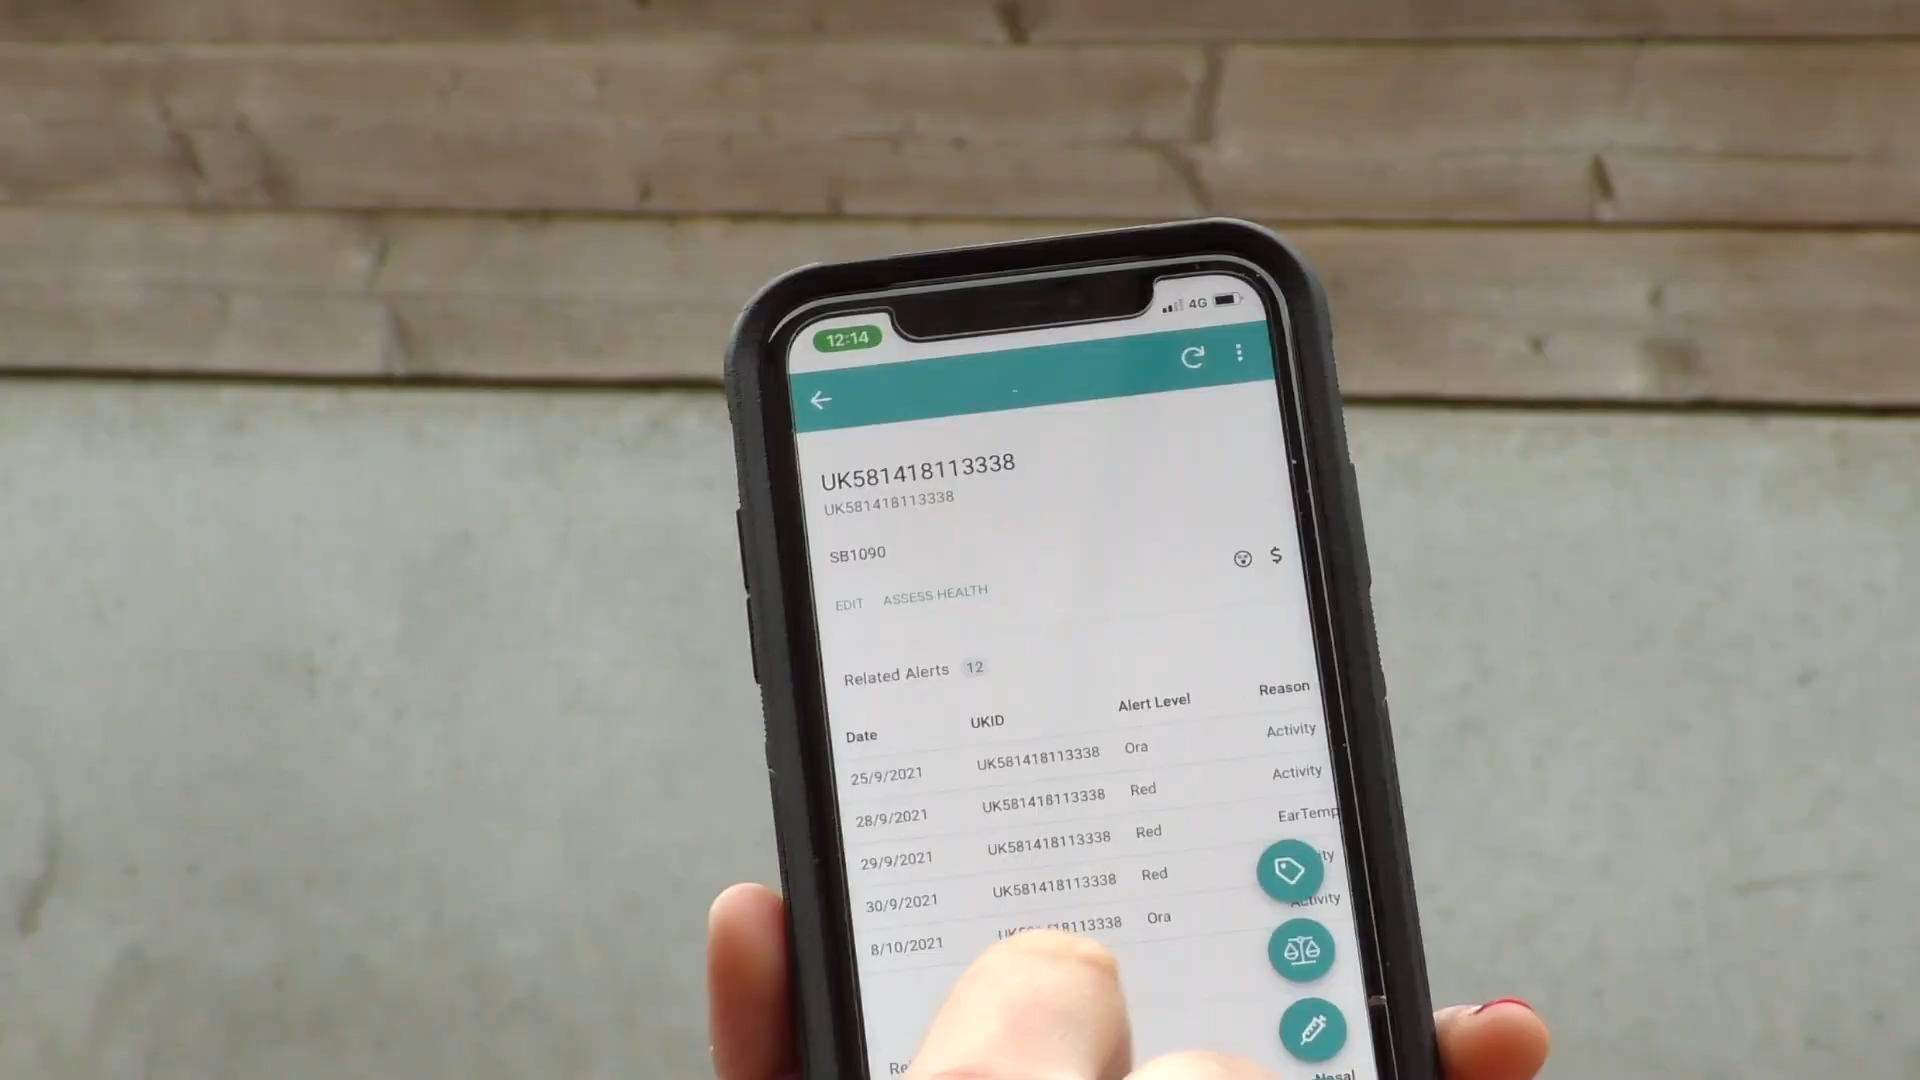 12:14 4G
UK581418113338
UK581418113338
SB1090
$
EDIT ASSESS HEALTH
Related Alerts 12
Date UKID Alert Level Reason
25/9/2021 UK581418113338 Ora Activity
28/9/2021 UK581418113338 Red Activity
29/9/2021 UK581418113338 Red EarTemp
30/9/2021 UK581418113338 Red
8/10/2021 Ora Activity
Nasal